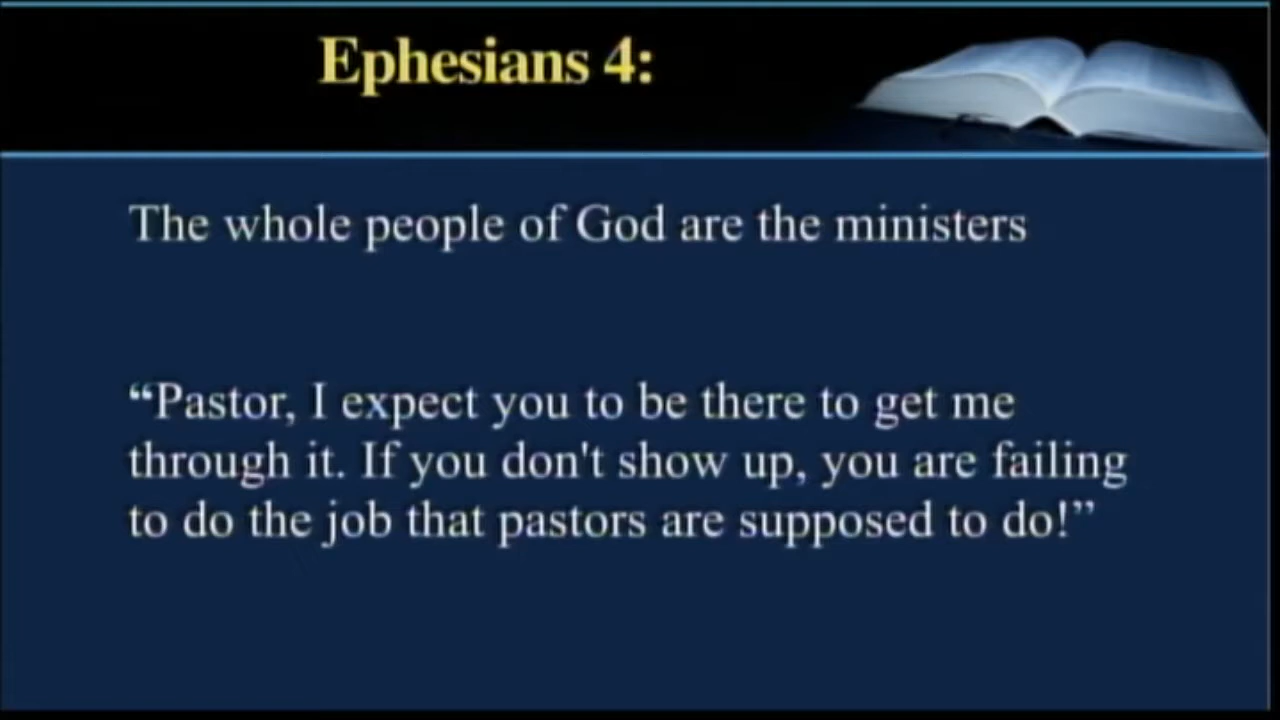 Ephesians 4:
The whole people of God are the ministers
“Pastor, I expect you to be there to get me
through it. If you don't show up, you are failing
to do the job that pastors are supposed to do!”